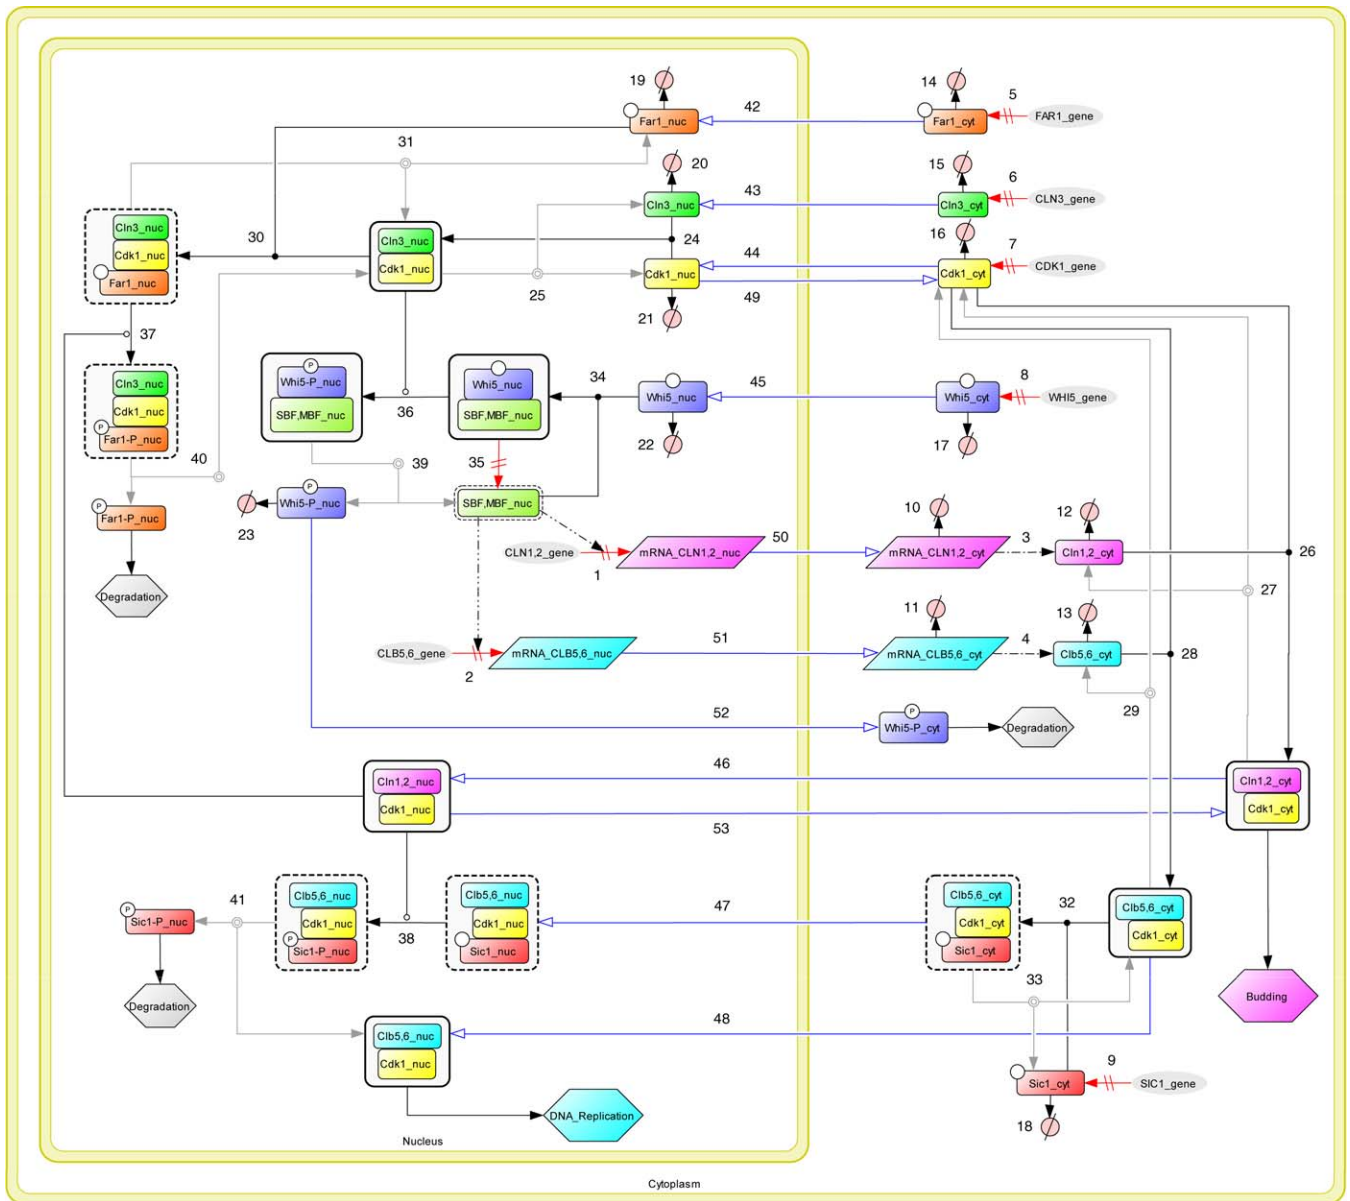 19
14
5
42
Far1_nuc
Far1_cyt
FAR1_gene
31
20
15
6
43
Cln3_nuc
Cln3_cyt
CLN3_gene
Cln3_nuc
Cdk1_nuc
Far1_nuc
30
Cln3_nuc
Cdk1_nuc
24
16
7
44
Cdk1_nuc
Cdk1_cyt
CDK1_gene
25
49
21
37
Cln3_nuc
Cdk1_nuc
Far1-P_nuc
P
P
Whi5-P_nuc
SBF,MBF_nuc
36
Whi5_nuc
SBF,MBF_nuc
34
Whi5_nuc
45
8
Whi5_cyt
WHI5_gene
22
17
40
39
35
P
Far1-P_nuc
23
P
Whi5-P_nuc
SBF,MBF_nuc
10
12
CLN1,2_gene
1
mRNA_CLN1,2_nuc
50
mRNA_CLN1,2_cyt
3
Cln1,2_cyt
26
Degradation
27
11
13
CLB5,6_gene
2
mRNA_CLB5,6_nuc
51
mRNA_CLB5,6_cyt
4
Clb5,6_cyt
28
29
52
P
Whi5-P_cyt
Degradation
46
Cln1,2_nuc
Cdk1_nuc
53
Cln1,2_cyt
Cdk1_cyt
P
Sic1-P_nuc
41
Clb5,6_nuc
Cdk1_nuc
P
Sic1-P_nuc
38
Clb5,6_nuc
Cdk1_nuc
Sic1_nuc
47
Clb5,6_cyt
Cdk1_cyt
Sic1_cyt
32
Clb5,6_cyt
Cdk1_cyt
Degradation
33
Budding
48
Clb5,6_nuc
Cdk1_nuc
9
Sic1_cyt
SIC1_gene
DNA_Replication
18
Nucleus
Cytoplasm